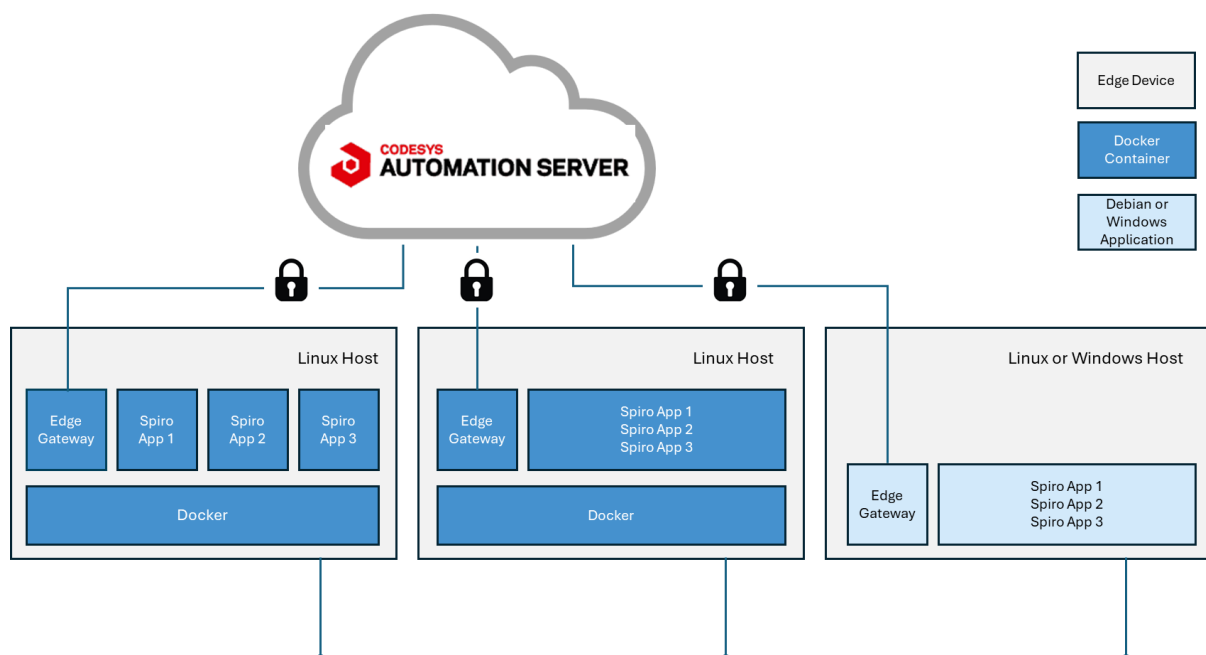 CODESYS
AUTOMATION SERVER
Edge Device
Docker
Container
Debian or
Windows
Application
Linux Host
Edge
Gateway
Spiro
App 1
Spiro
App 2
Spiro
App 3
Docker
Linux Host
Edge
Gateway
Spiro App 1
Spiro App 2
Spiro App 3
Docker
Linux or Windows Host
Edge
Gateway
Spiro App 1
Spiro App 2
Spiro App 3